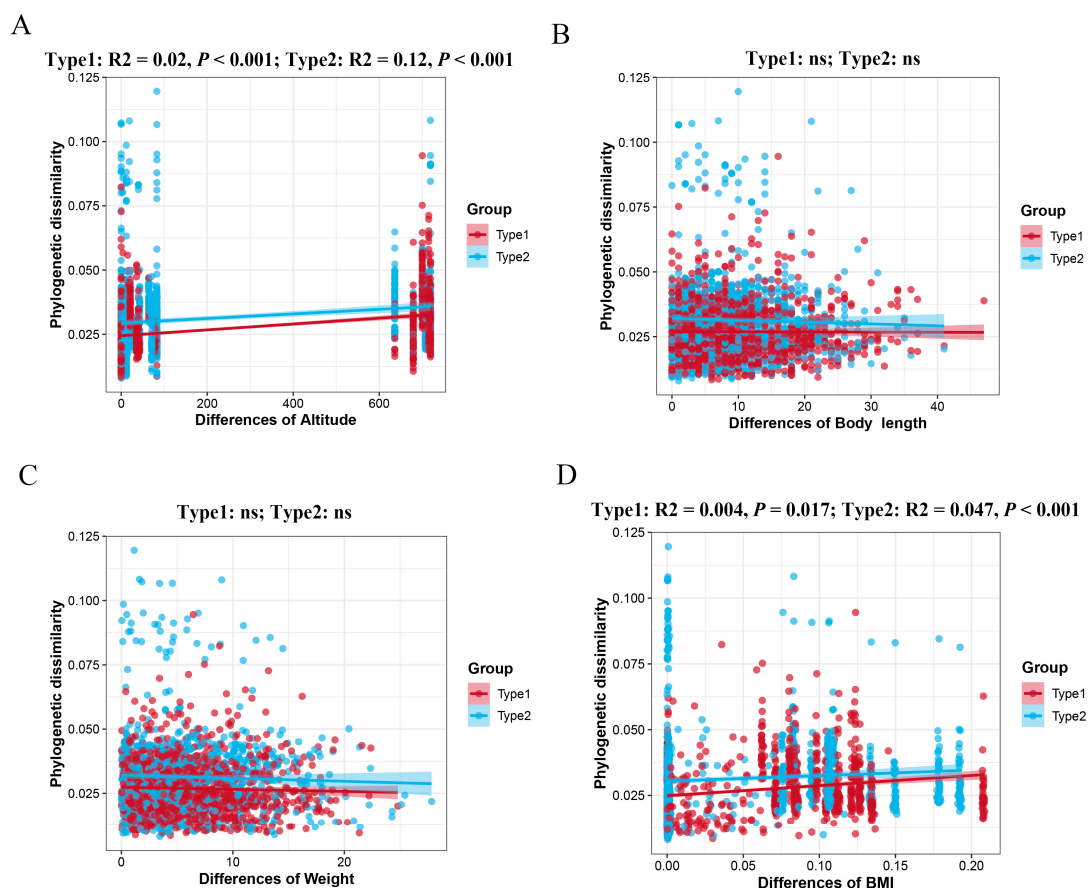 A
Type1: R2 = 0.02, P < 0.001; Type2: R2 = 0.12, P < 0.001
Phylogenetic dissimilarity
0.125
0.100
0.075
0.050
0.025
0
200
400
600
Differences of Altitude
Group
Type1
Type2
B
Type1: ns; Type2: ns
Phylogenetic dissimilarity
0.125
0.100
0.075
0.050
0.025
0
10
20
30
40
Differences of Body length
Group
Type1
Type2
C
Type1: ns; Type2: ns
Phylogenetic dissimilarity
0.125
0.100
0.075
0.050
0.025
0
10
20
Differences of Weight
Group
Type1
Type2
D
Type1: R2 = 0.004, P = 0.017; Type2: R2 = 0.047, P < 0.001
Phylogenetic dissimilarity
0.125
0.100
0.075
0.050
0.025
0.00
0.05
0.10
0.15
0.20
Differences of BMI
Group
Type1
Type2